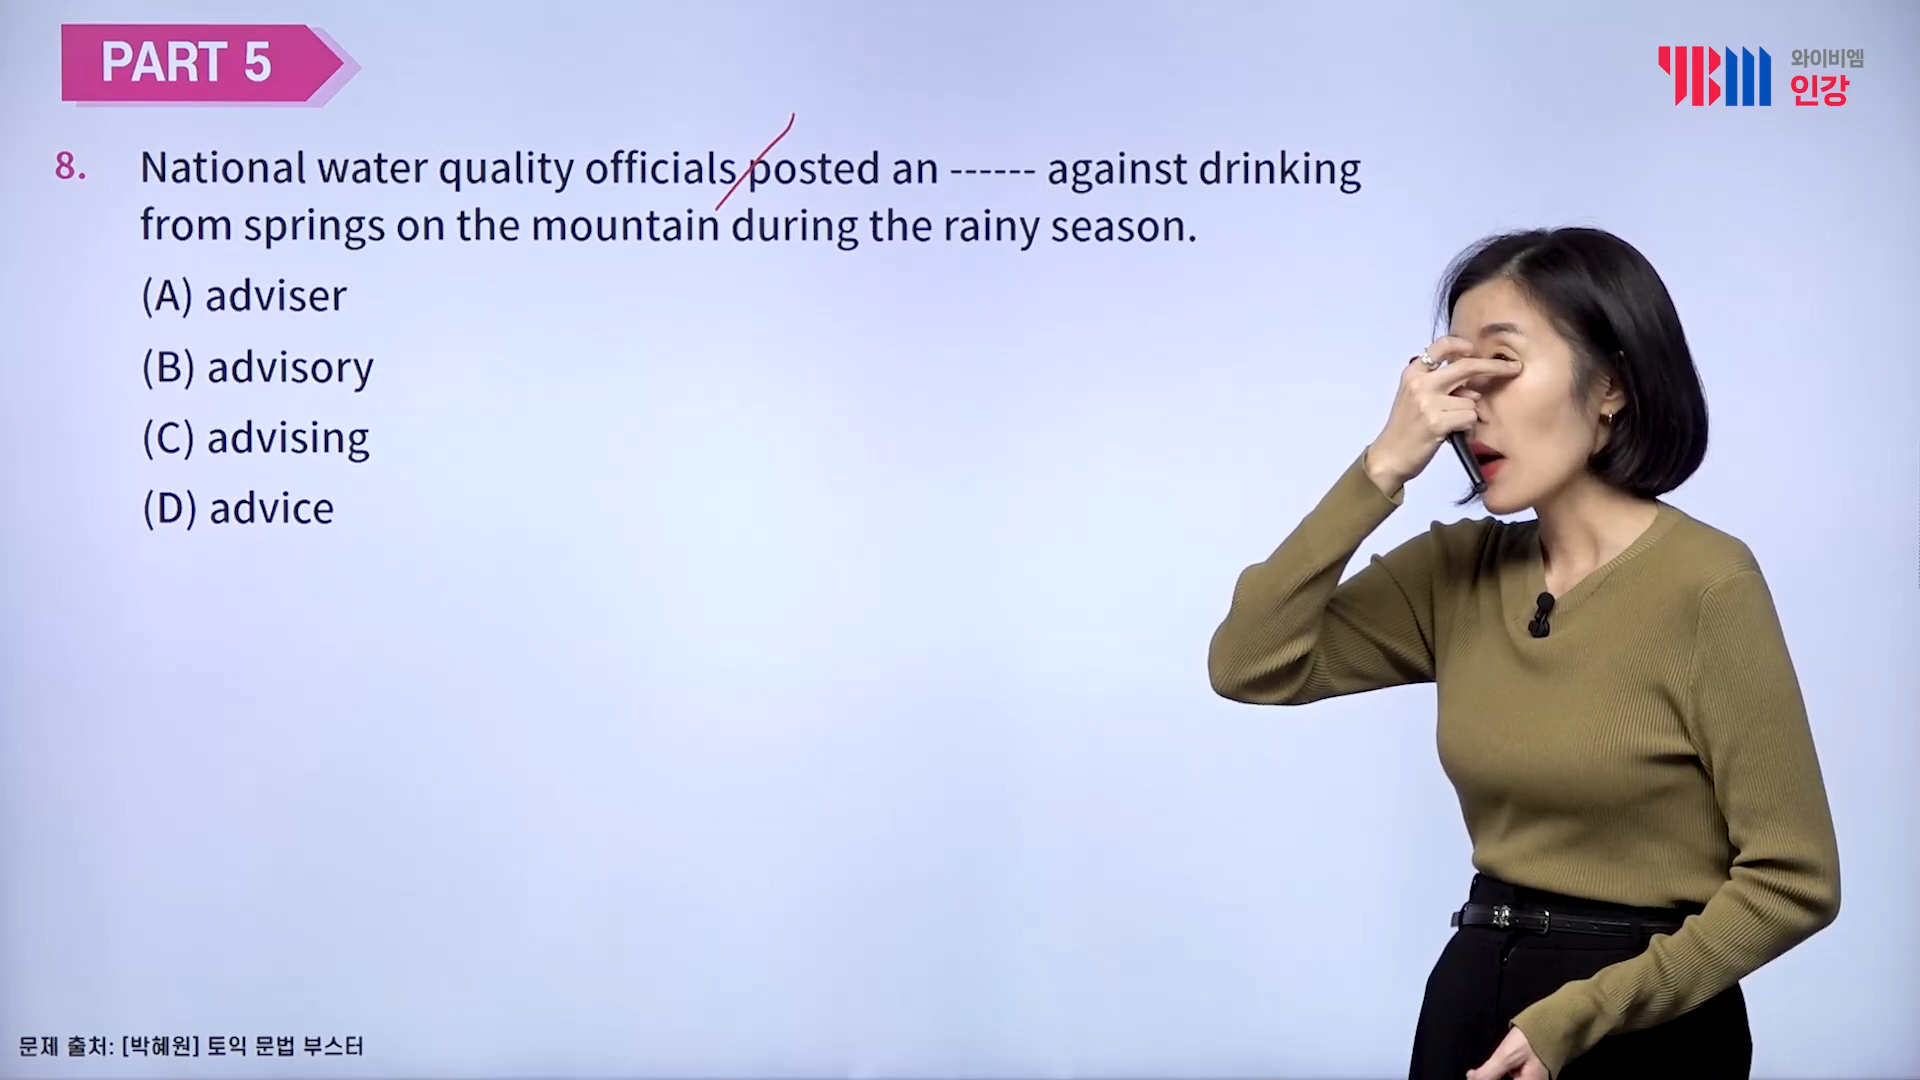 PART 5
YBM 와이비엠
인강
8. National water quality officials posted an ------ against drinking
from springs on the mountain during the rainy season.
(A) adviser
(B) advisory
(C) advising
(D) advice
문제 출처: [박혜원] 토익 문법 부스터